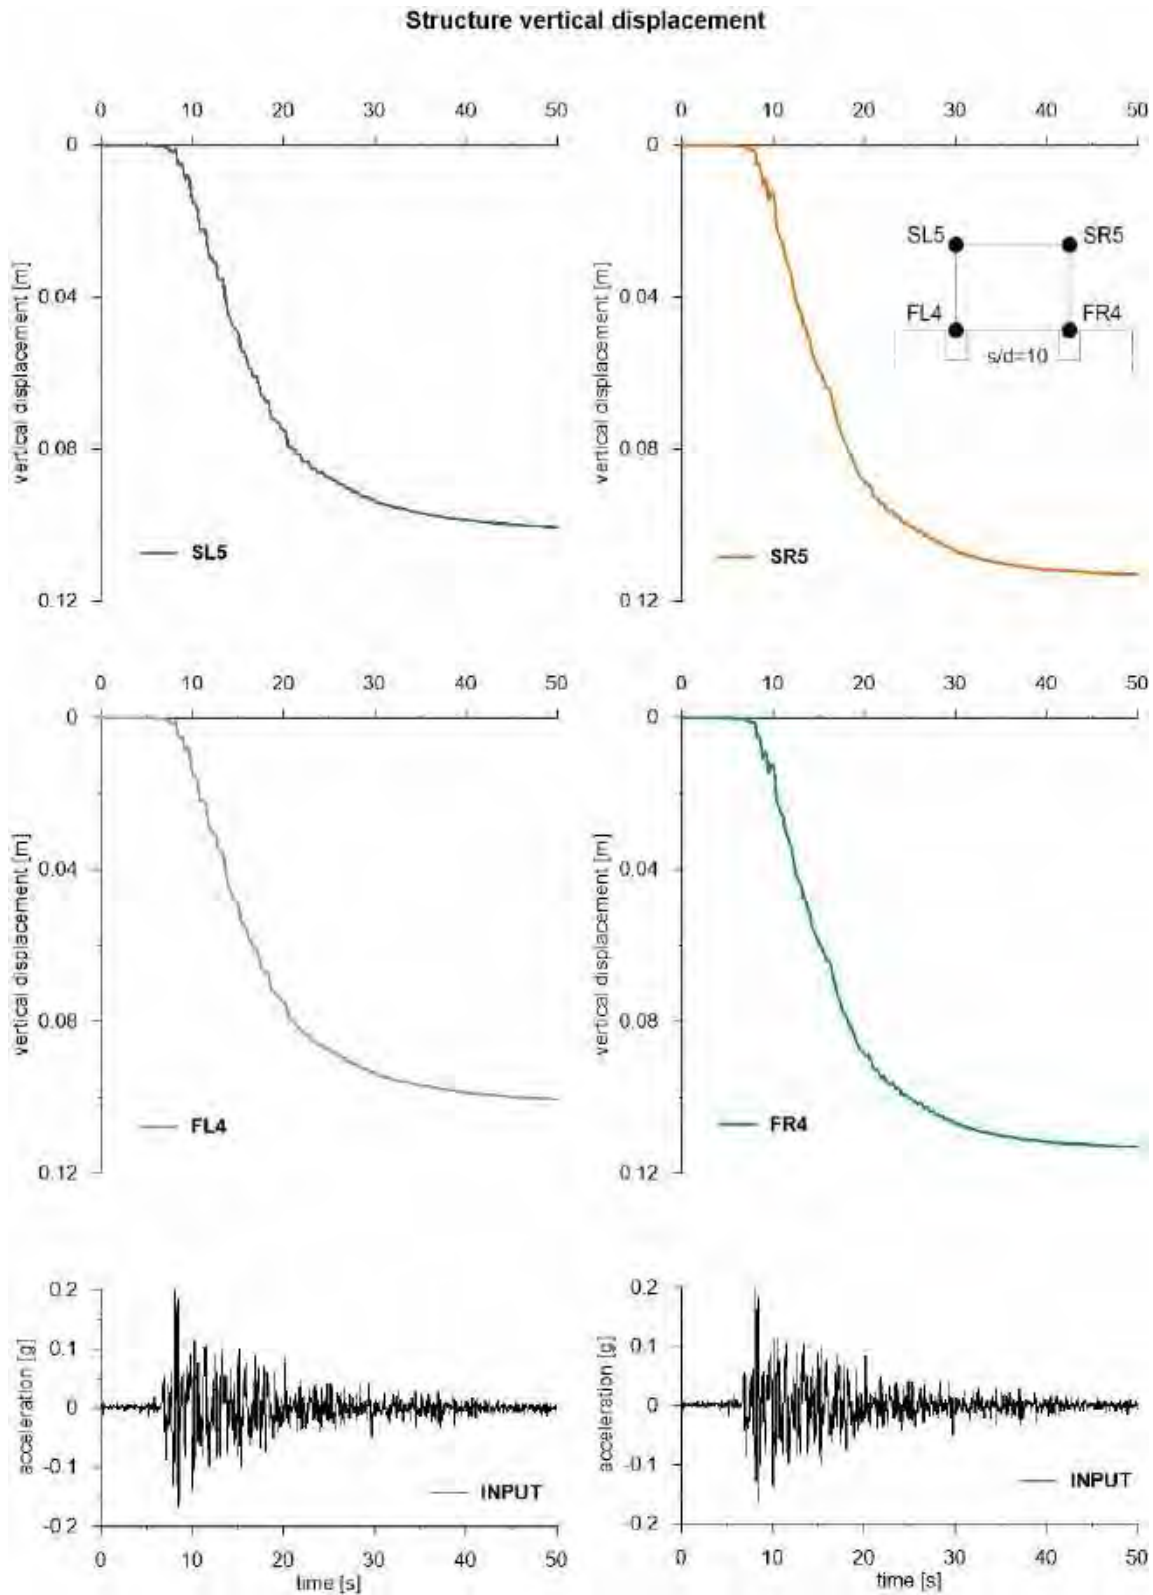 Structure vertical displacement
0 10 20 30 40 50
0 10 20 30 40 50
0
0.04
0.08
0.12
vertical displacement [m]
SL5
0
0.04
0.08
0.12
vertical displacement [m]
SL5 SR5
FL4 FR4
s/d=10
SR5
0 10 20 30 40 50
0 10 20 30 40 50
0
0.04
0.08
0.12
vertical displacement [m]
FL4
0
0.04
0.08
0.12
vertical displacement [m]
FR4
0.2
0.1
0
-0.1
-0.2
acceleration [g]
INPUT
0 10 20 30 40 50
time [s]
0.2
0.1
0
-0.1
-0.2
acceleration [g]
INPUT
0 10 20 30 40 50
time [s]